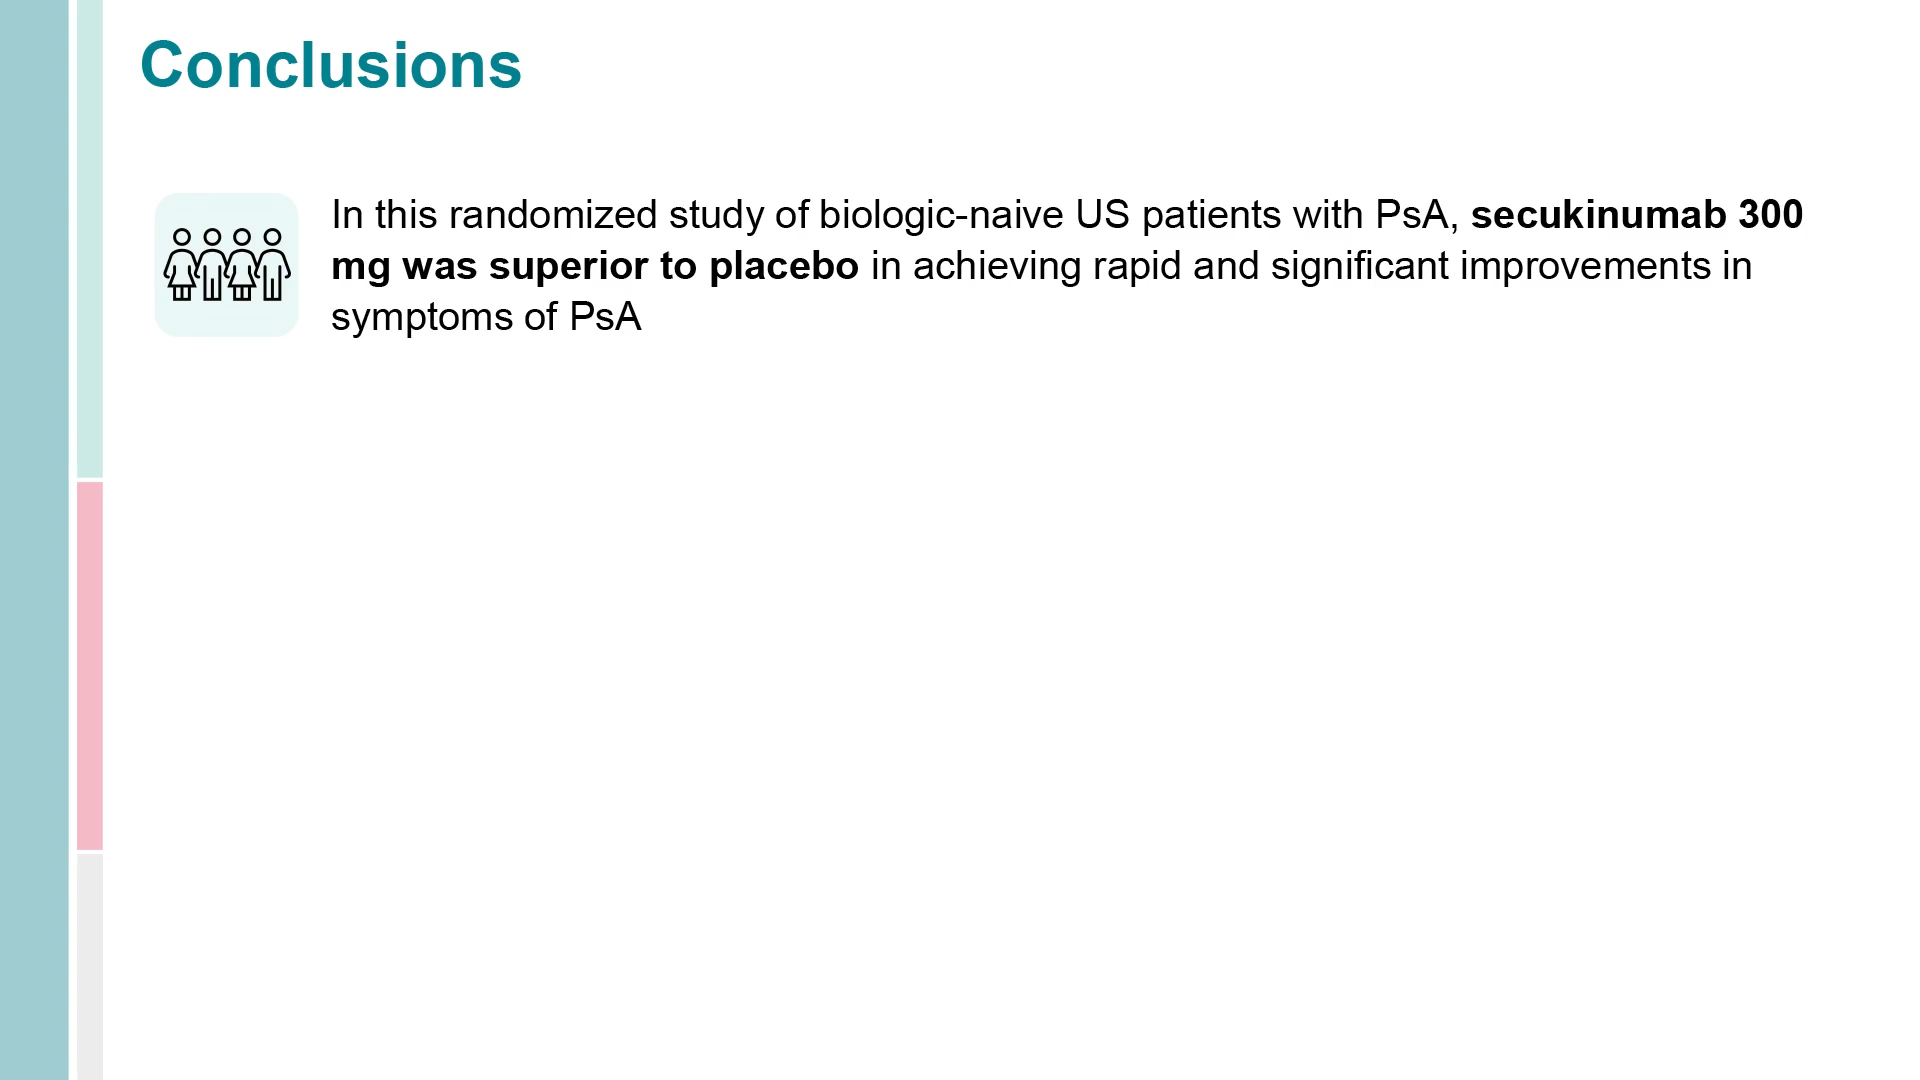 Conclusions
In this randomized study of biologic-naive US patients with PsA, secukinumab 300
mg was superior to placebo in achieving rapid and significant improvements in
symptoms of PsA